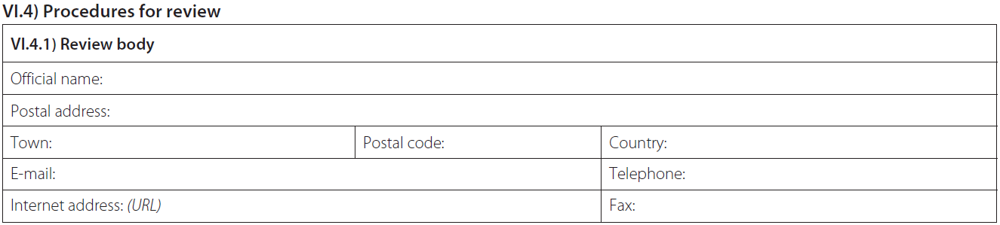 VI.4) Procedures for review
VI.4.1) Review body
Official name:
Postal address:
Town: Postal code: Country:
E-mail: Telephone:
Internet address: (URL) Fax: